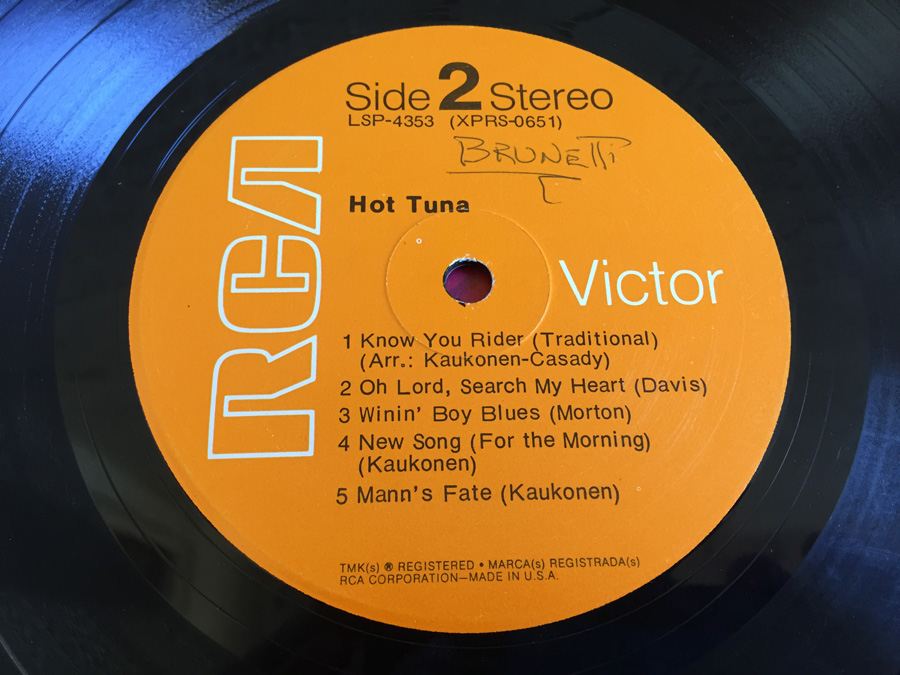 Side 2 Stereo
LSP-4353 (XPRS-0651)
BRUNETTi
Hot Tuna
RCA
Victor
1 Know You Rider (Traditional)
(Arr.: Kaukonen-Casady)
2 Oh Lord, Search My Heart (Davis)
3 Winin' Boy Blues (Morton)
4 New Song (For the Morning)
(Kaukonen)
5 Mann's Fate (Kaukonen)
TMK(s) ® REGISTERED • MARCA(s) REGISTRADA(s)
RCA CORPORATION—MADE IN U.S.A.